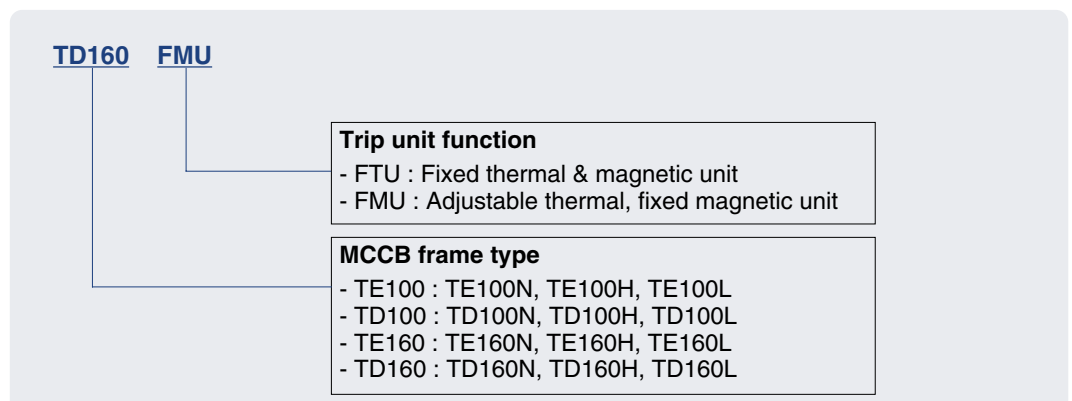 TD160 FMU
Trip unit function
- FTU : Fixed thermal & magnetic unit
- FMU : Adjustable thermal, fixed magnetic unit
MCCB frame type
- TE100 : TE100N, TE100H, TE100L
- TD100 : TD100N, TD100H, TD100L
- TE160 : TE160N, TE160H, TE160L
- TD160 : TD160N, TD160H, TD160L